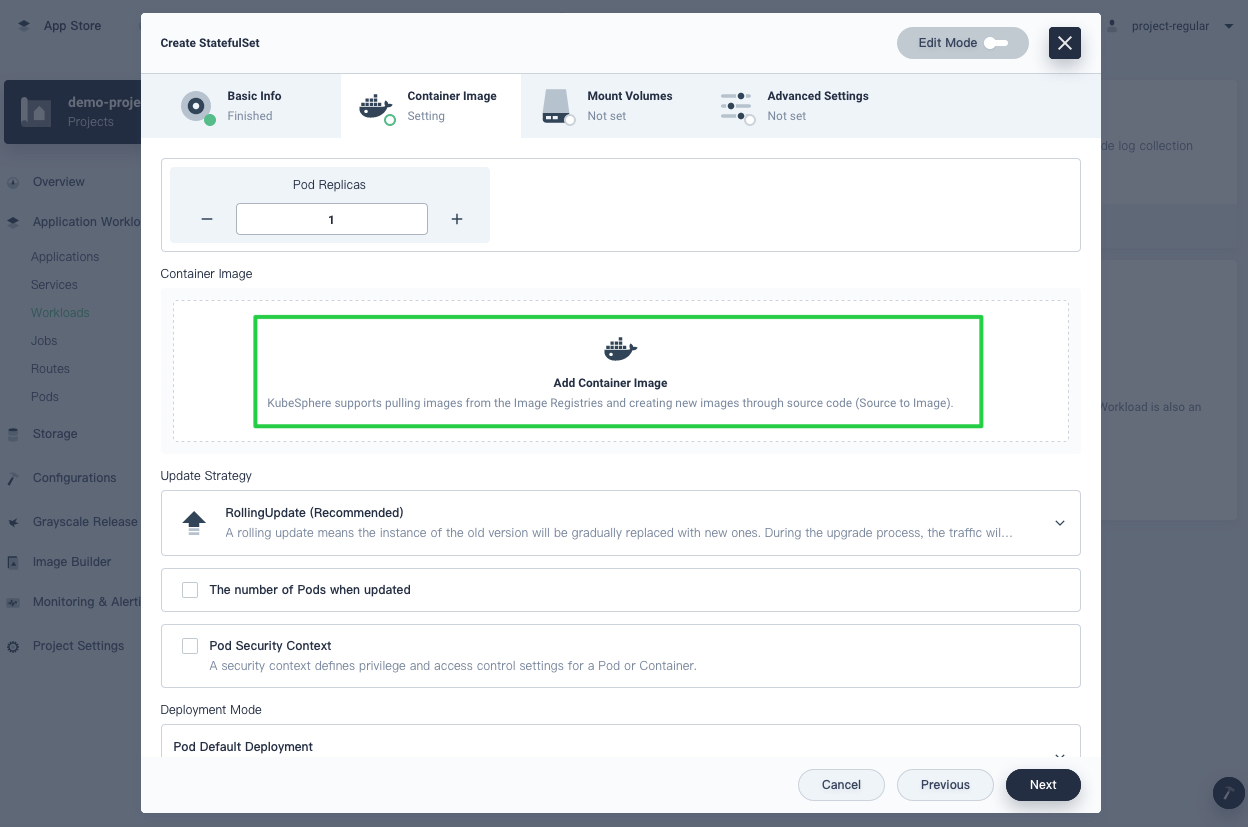 App Store
project-regular
Create StatefulSet
Edit Mode
Basic Info
Finished
Container Image
Setting
Mount Volumes
Not set
Advanced Settings
Not set
demo-proje
Projects
Overview
Application Worklo
Applications
Services
Workloads
Jobs
Routes
Pods
Storage
Configurations
Grayscale Release
Image Builder
Monitoring & Alerti
Project Settings
Pod Replicas
1
Container Image
Add Container Image
KubeSphere supports pulling images from the Image Registries and creating new images through source code (Source to Image).
Update Strategy
RollingUpdate (Recommended)
A rolling update means the instance of the old version will be gradually replaced with new ones. During the upgrade process, the traffic wil...
The number of Pods when updated
Pod Security Context
A security context defines privilege and access control settings for a Pod or Container.
Deployment Mode
Pod Default Deployment
Cancel
Previous
Next
de log collection
Workload is also an